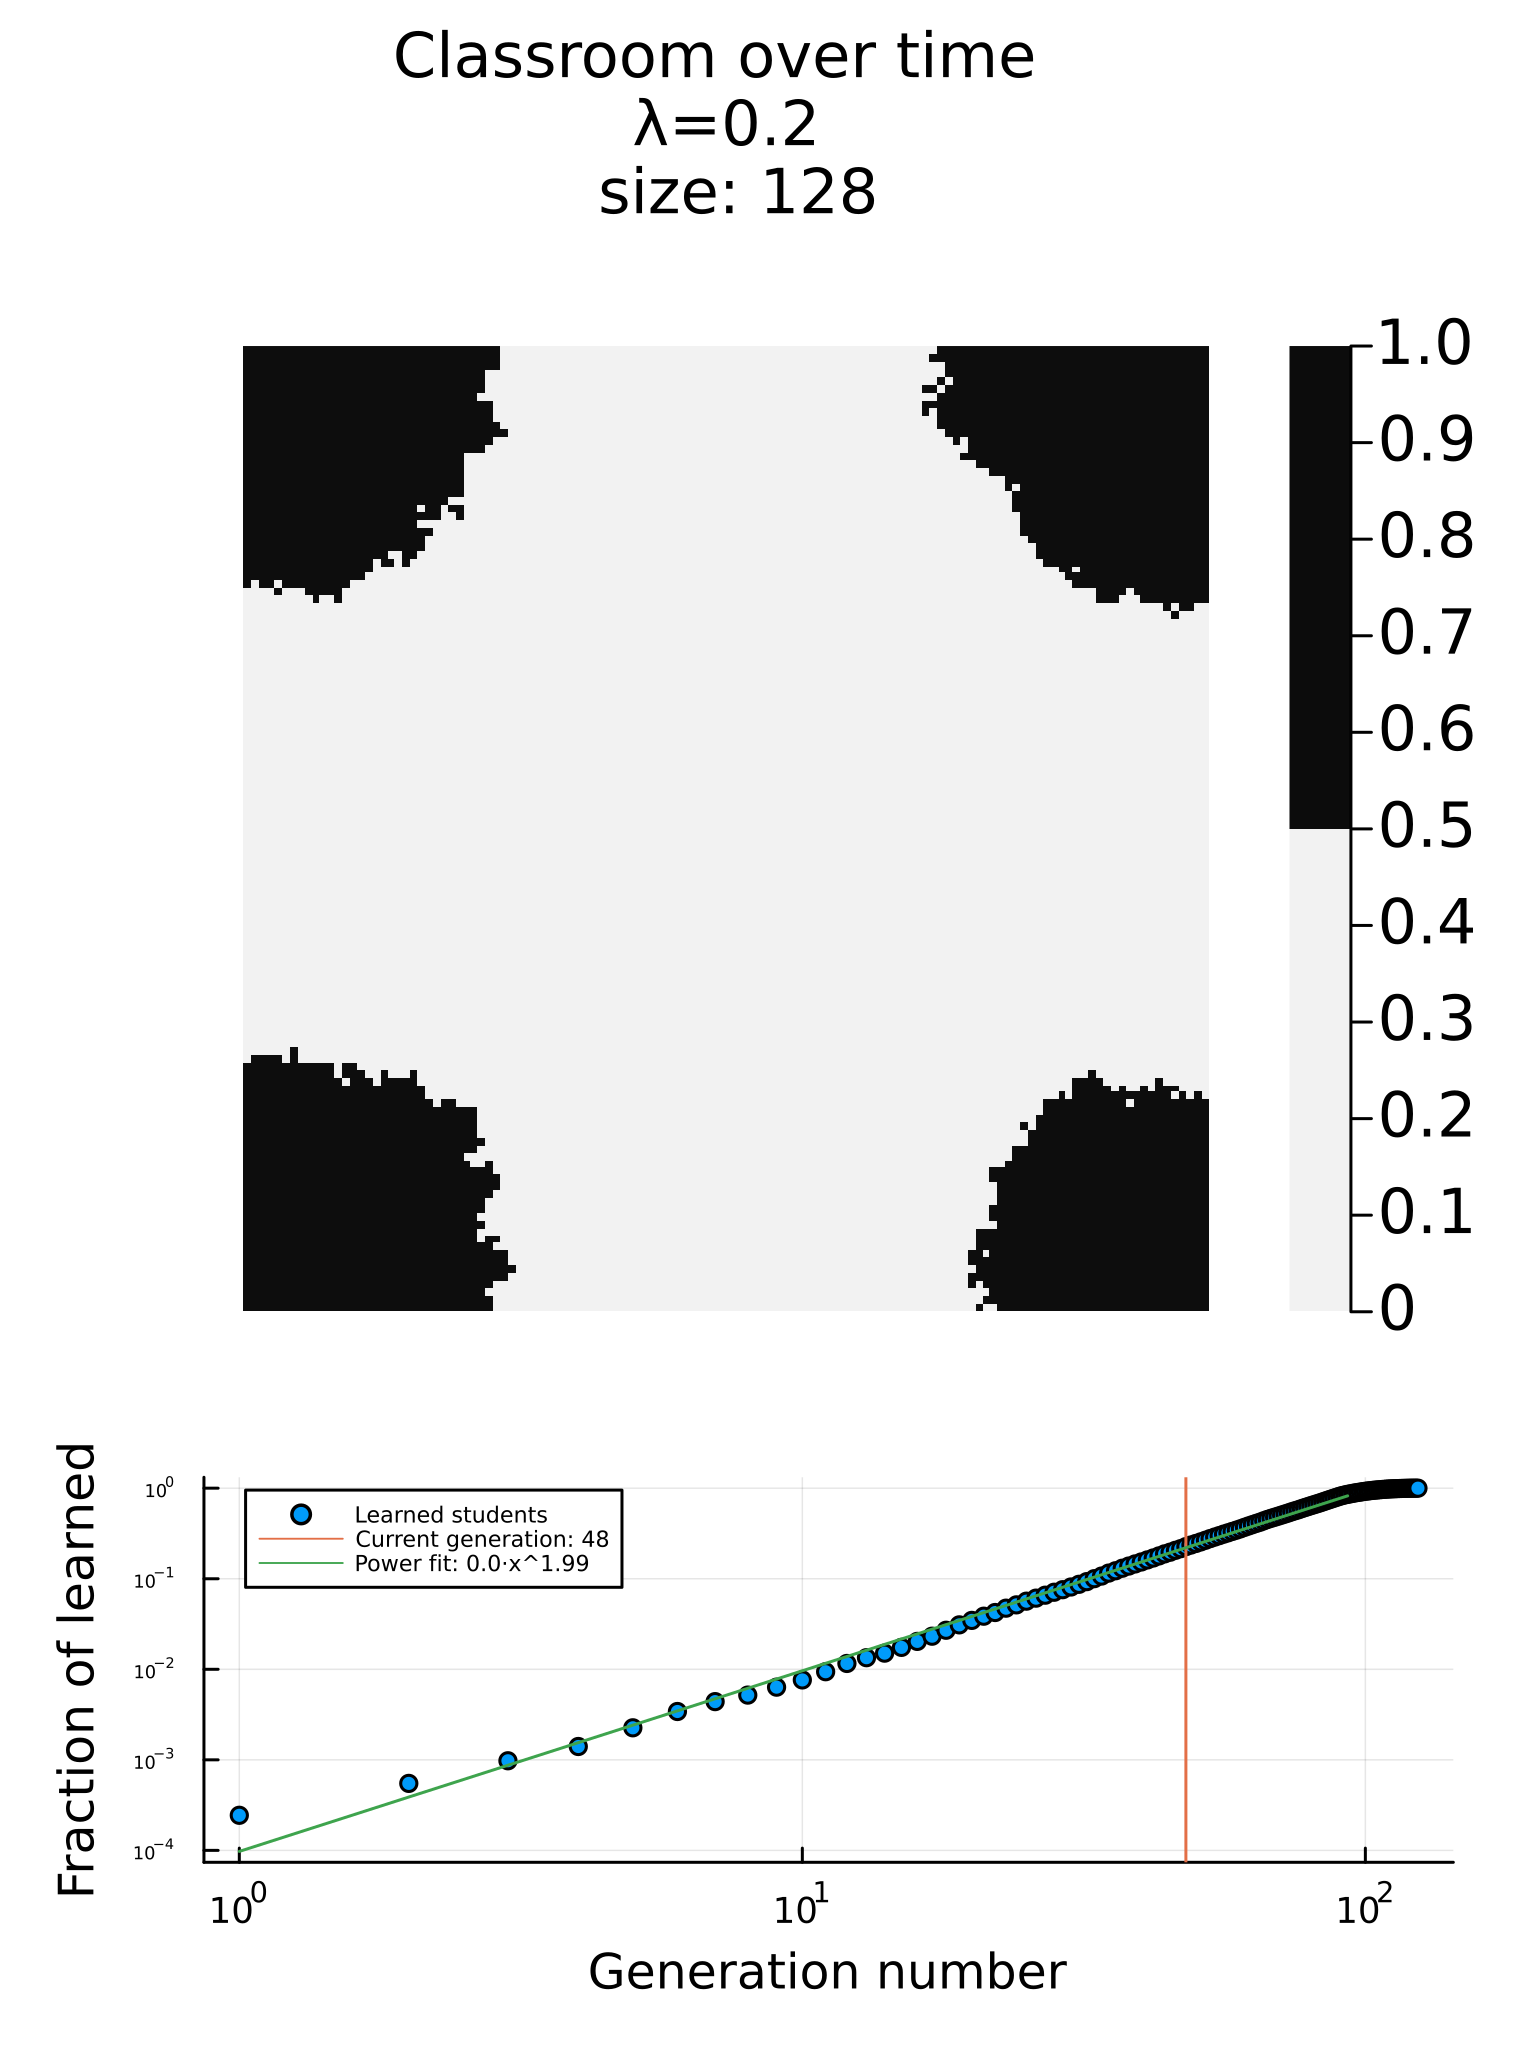 Classroom over time
λ=0.2
size: 128
1.0
0.9
0.8
0.7
0.6
0.5
0.4
0.3
0.2
0.1
0
Fraction of learned
10^0
10^-1
10^-2
10^-3
10^-4
Learned students
Current generation: 48
Power fit: 0.0·x^1.99
10^0 10^1 10^2
Generation number